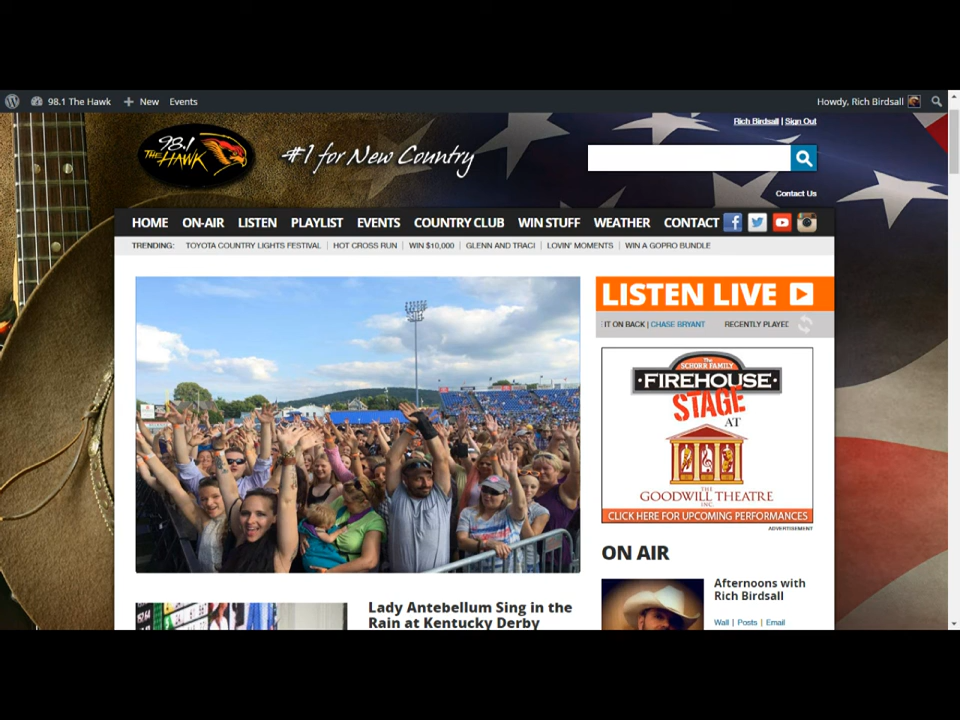 98.1 The Hawk New Events Howdy, Rich Birdsall
Rich Birdsall | Sign Out
98.1
THE HAWK
#1 for New Country
Contact Us
HOME ON-AIR LISTEN PLAYLIST EVENTS COUNTRY CLUB WIN STUFF WEATHER CONTACT
TRENDING: TOYOTA COUNTRY LIGHTS FESTIVAL | HOT CROSS RUN | WIN $10,000 | GLENN AND TRACI | LOVIN' MOMENTS | WIN A GOPRO BUNDLE
LISTEN LIVE
IT ON BACK | CHASE BRYANT RECENTLY PLAYED
The
SCHORR FAMILY
FIREHOUSE
STAGE
AT
THE
GOODWILL THEATRE
INC.
CLICK HERE FOR UPCOMING PERFORMANCES
ADVERTISEMENT
ON AIR
Afternoons with
Rich Birdsall
Wall | Posts | Email
Lady Antebellum Sing in the
Rain at Kentucky Derby